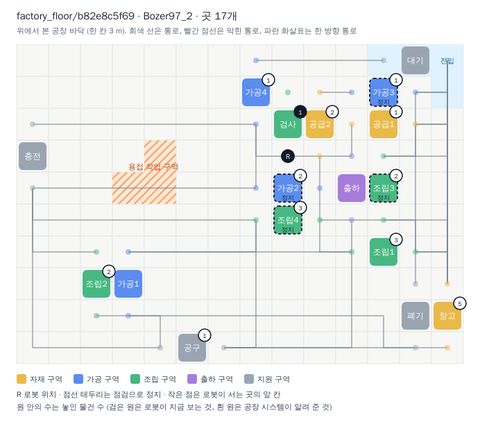 factory_floor/b82e8c5f69 · Bozer97_2 · 곳 17개
위에서 본 공장 바닥 (한 칸 3 m). 회색 선은 통로, 빨간 점선은 막힌 통로, 파란 화살표는 한 방향 통로
대기
진입
가공4
1
가공3
1
정지
검사
1
공급2
2
공급1
1
충전
R
용접 작업 구역
가공2
2
정지
출하
조립3
2
정지
조립4
3
정지
조립1
3
조립2
2
가공1
폐기
창고
5
공구
1
자재 구역
가공 구역
조립 구역
출하 구역
지원 구역
R 로봇 위치 · 점선 테두리는 점검으로 정지 · 작은 점은 로봇이 서는 곳의 앞 칸
원 안의 수는 놓인 물건 수 (검은 원은 로봇이 지금 보는 것, 흰 원은 공장 시스템이 알려 준 것)